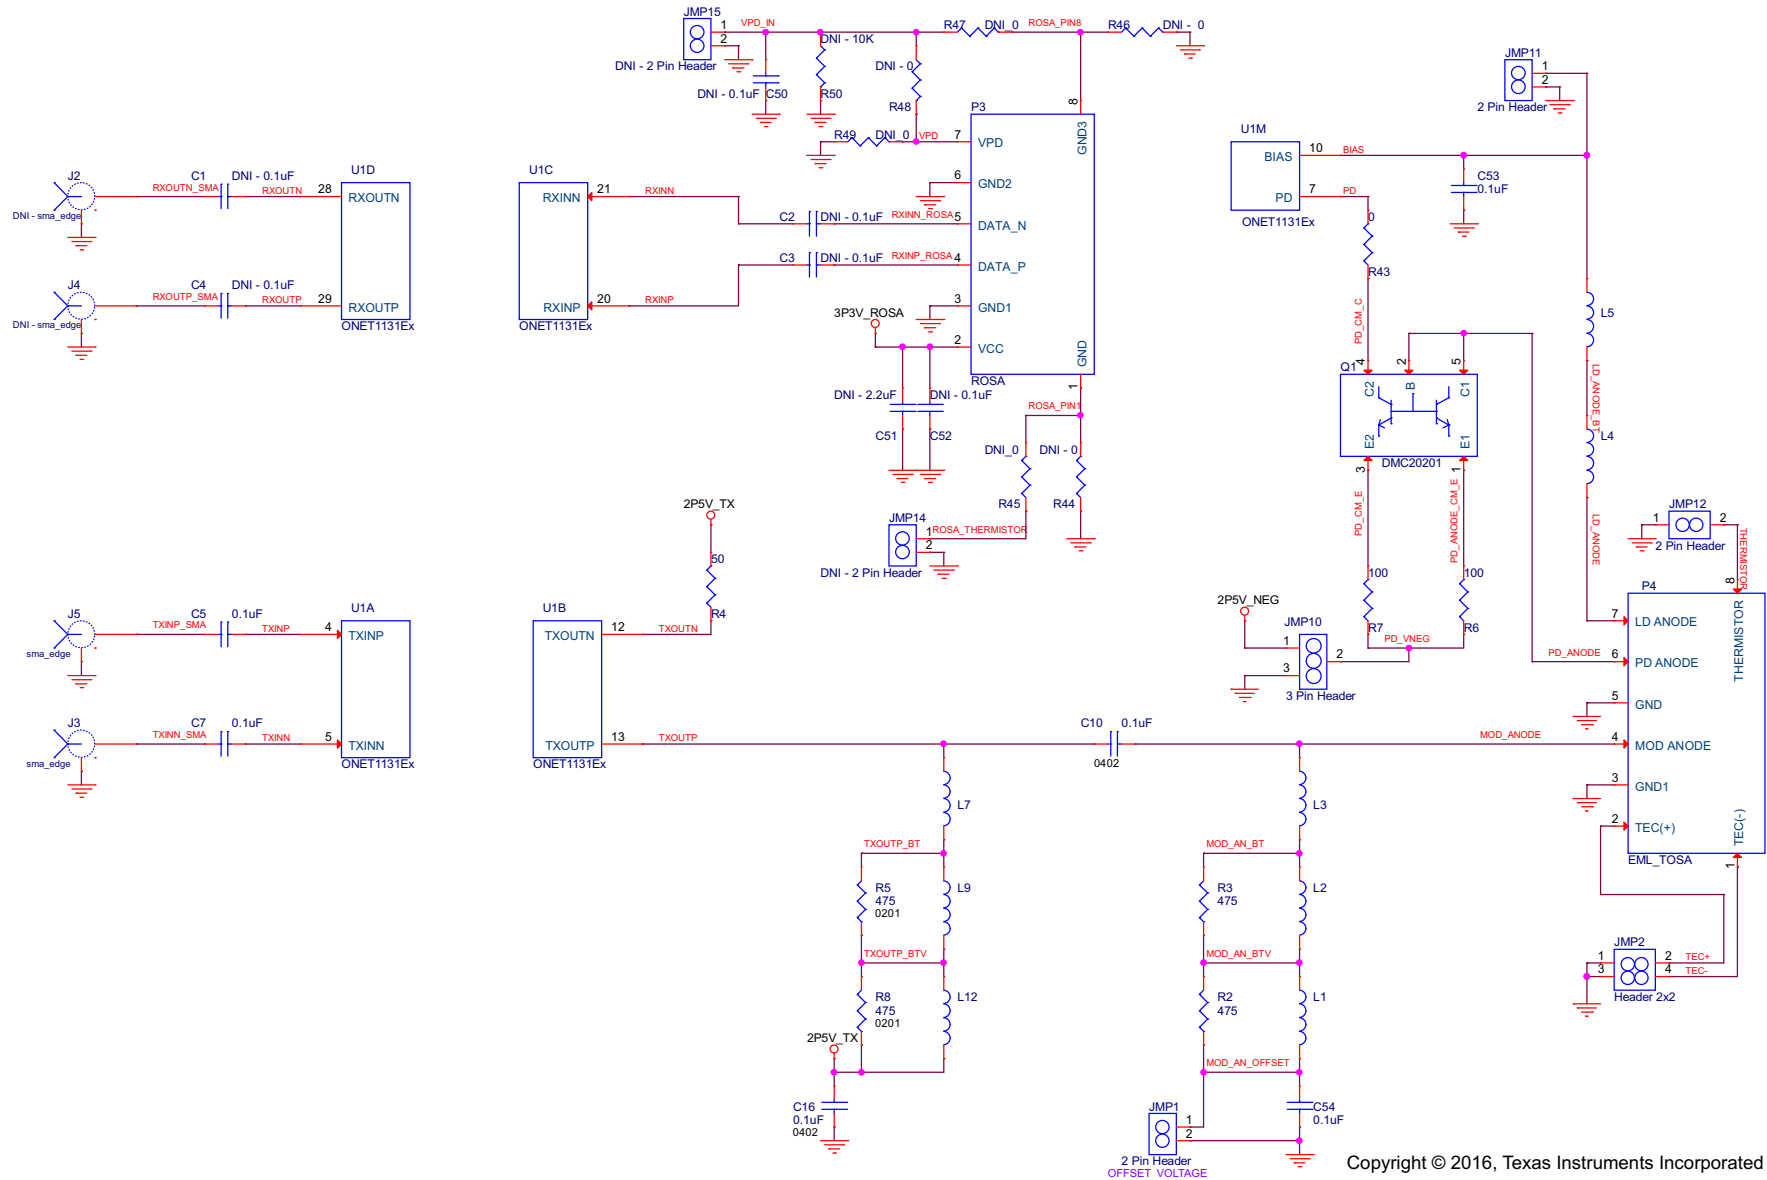 JMP15
1 VPD_IN
2
DNI - 2 Pin Header
DNI - 0.1uF C50
DNI - 10K
R50
DNI - 0
R48
R47 DNI_0 ROSA_PIN8
R46 DNI - 0
R49 DNI_0 VPD
P3
8
7 VPD
GND3
6 GND2
5 DATA_N
4 DATA_P
3 GND1
2 VCC
GND
1
ROSA
J2
DNI - sma_edge
RXOUTN_SMA
C1 DNI - 0.1uF
RXOUTN
28
U1D
RXOUTN
J4
DNI - sma_edge
RXOUTP_SMA
C4 DNI - 0.1uF
RXOUTP
29
RXOUTP
ONET1131Ex
U1C
RXINN
21
RXINN
C2 DNI - 0.1uF RXINN_ROSA
C3 DNI - 0.1uF RXINP_ROSA
RXINP
20
RXINP
ONET1131Ex
3P3V_ROSA
DNI - 2.2uF
DNI - 0.1uF
C51
C52
ROSA_PIN1
DNI_0
DNI - 0
R45
R44
JMP14
1 ROSA_THERMISTOR
2
DNI - 2 Pin Header
JMP11
1
2
2 Pin Header
U1M
BIAS
10 BIAS
PD
7 PD
ONET1131Ex
C53
0.1uF
0
R43
PD_CM_C
L5
LD_ANODE_BT
L4
LD_ANODE
Q1
4
2
5
C2
B
C1
E2
E1
3
1
DMC20201
PD_CM_E
PD_ANODE_CM_E
100
R7
100
R6
PD_VNEG
2P5V_NEG
JMP10
1
2
3
3 Pin Header
JMP12
1
2
2 Pin Header
THERMISTOR
8
P4
THERMISTOR
7 LD ANODE
PD_ANODE 6 PD ANODE
5 GND
MOD_ANODE 4 MOD ANODE
3 GND1
2 TEC(+)
TEC(-)
1
EML_TOSA
JMP2
1
2 TEC+
3
4 TEC-
Header 2x2
J5
sma_edge
TXINP_SMA
C5 0.1uF
TXINP
4
U1A
TXINP
J3
sma_edge
TXINN_SMA
C7 0.1uF
TXINN
5
TXINN
ONET1131Ex
U1B
TXOUTN
12 TXOUTN
TXOUTP
13 TXOUTP
ONET1131Ex
2P5V_TX
50
R4
C10 0.1uF
0402
L7
TXOUTP_BT
R5
475
0201
L9
TXOUTP_BTV
R8
475
0201
L12
2P5V_TX
C16
0.1uF
0402
L3
MOD_AN_BT
R3
475
L2
MOD_AN_BTV
R2
475
L1
MOD_AN_OFFSET
JMP1
1
2
2 Pin Header
OFFSET VOLTAGE
C54
0.1uF
Copyright © 2016, Texas Instruments Incorporated